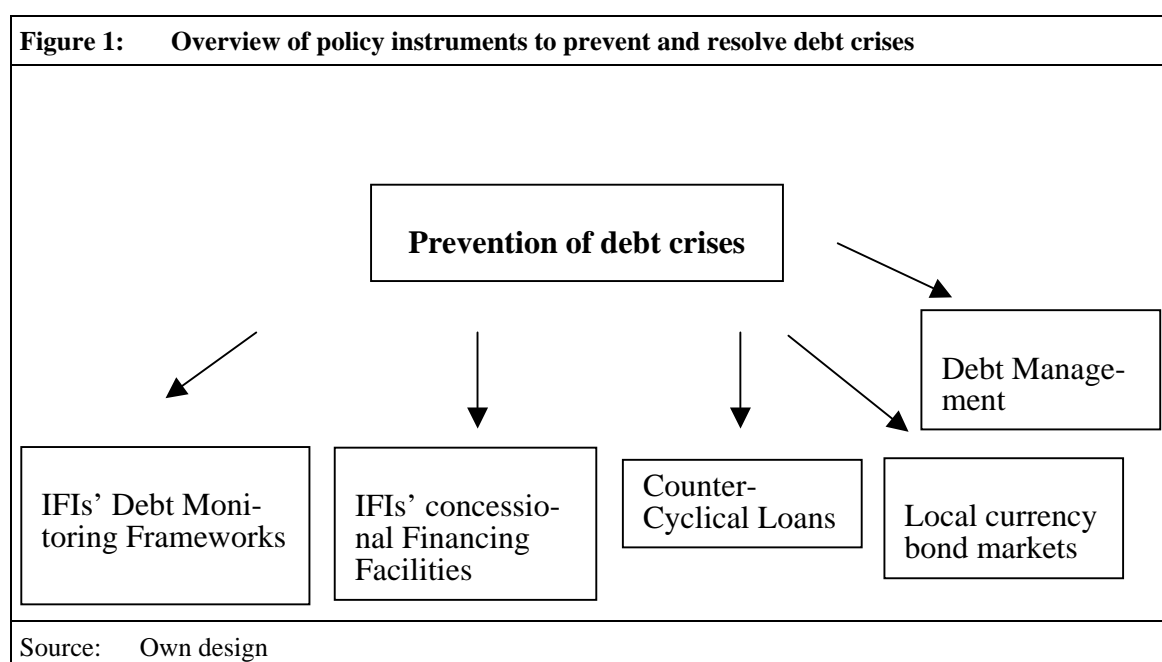 Figure 1: Overview of policy instruments to prevent and resolve debt crises
Prevention of debt crises
Debt Manage-
ment
IFIs’ Debt Moni-
toring Frameworks
IFIs’ concessio-
nal Financing
Facilities
Counter-
Cyclical Loans
Local currency
bond markets
Source: Own design